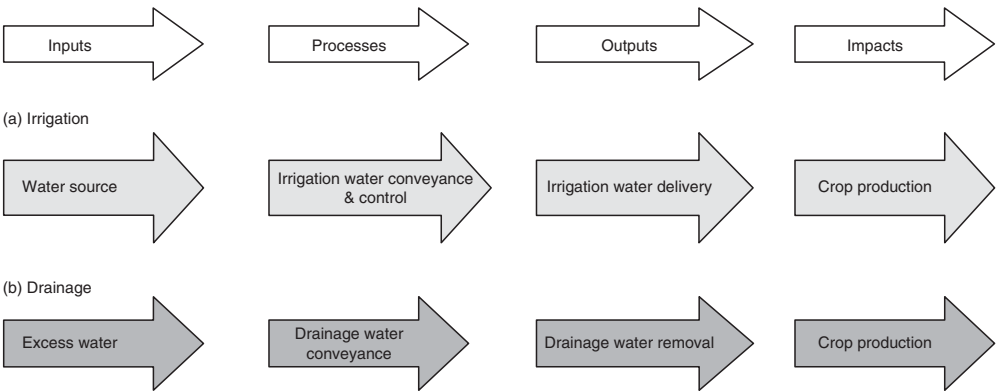 Inputs
Processes
Outputs
Impacts
(a) Irrigation
Water source
Irrigation water conveyance
& control
Irrigation water delivery
Crop production
(b) Drainage
Excess water
Drainage water
conveyance
Drainage water removal
Crop production